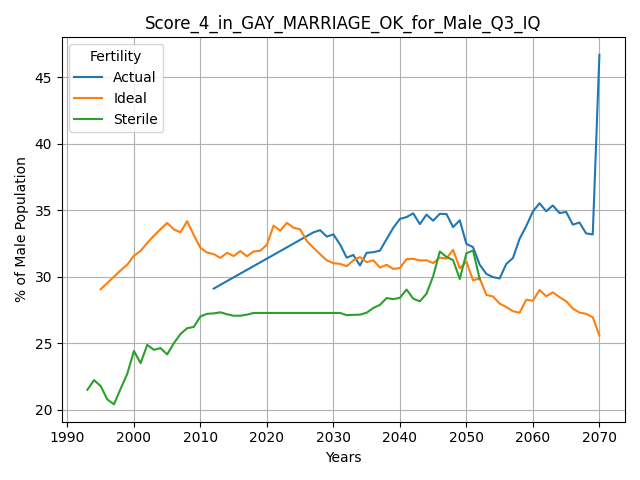 Score_4_in_GAY_MARRIAGE_OK_for_Male_Q3_IQ
Fertility
Actual
Ideal
Sterile
% of Male Population
45
40
35
30
25
20
1990 2000 2010 2020 2030 2040 2050 2060 2070
Years